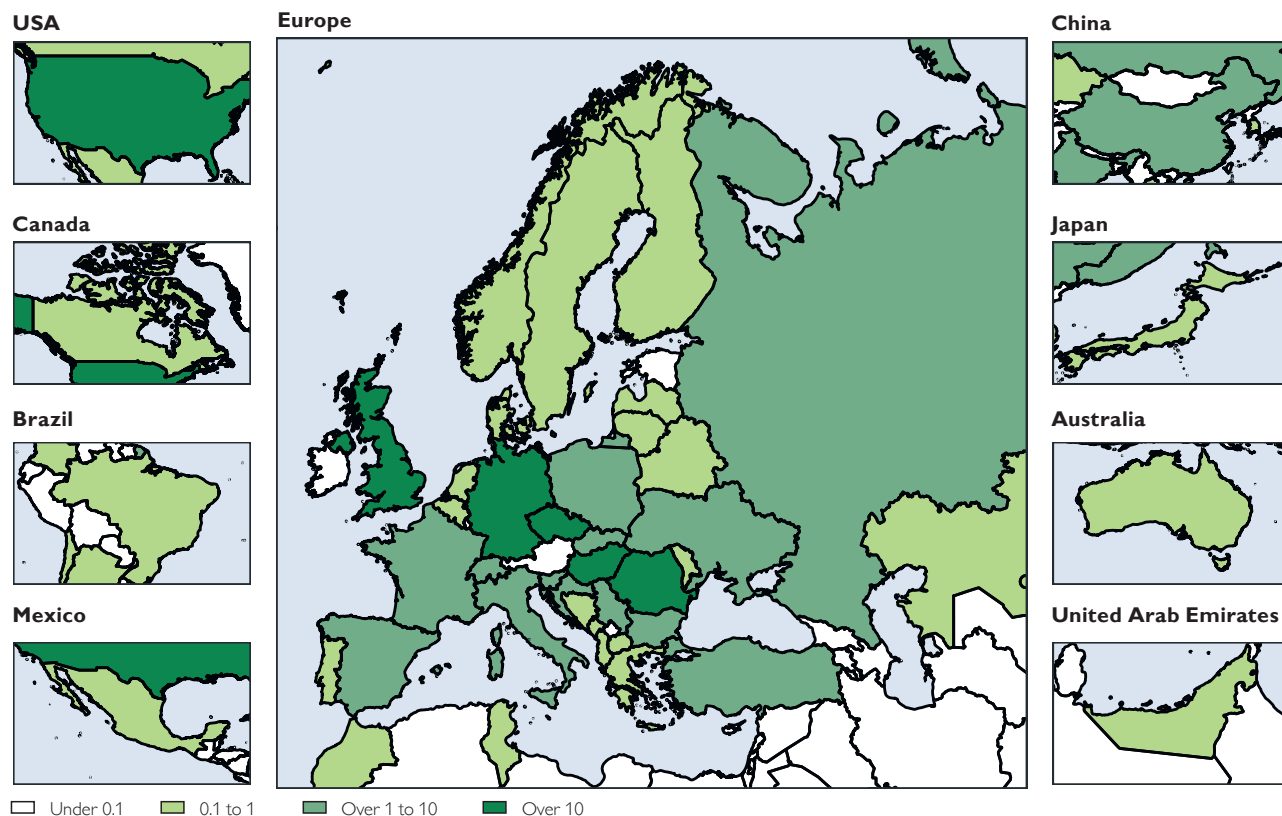 USA
Europe
China
Canada
Japan
Brazil
Australia
Mexico
United Arab Emirates
Under 0.1
0.1 to 1
Over 1 to 10
Over 10